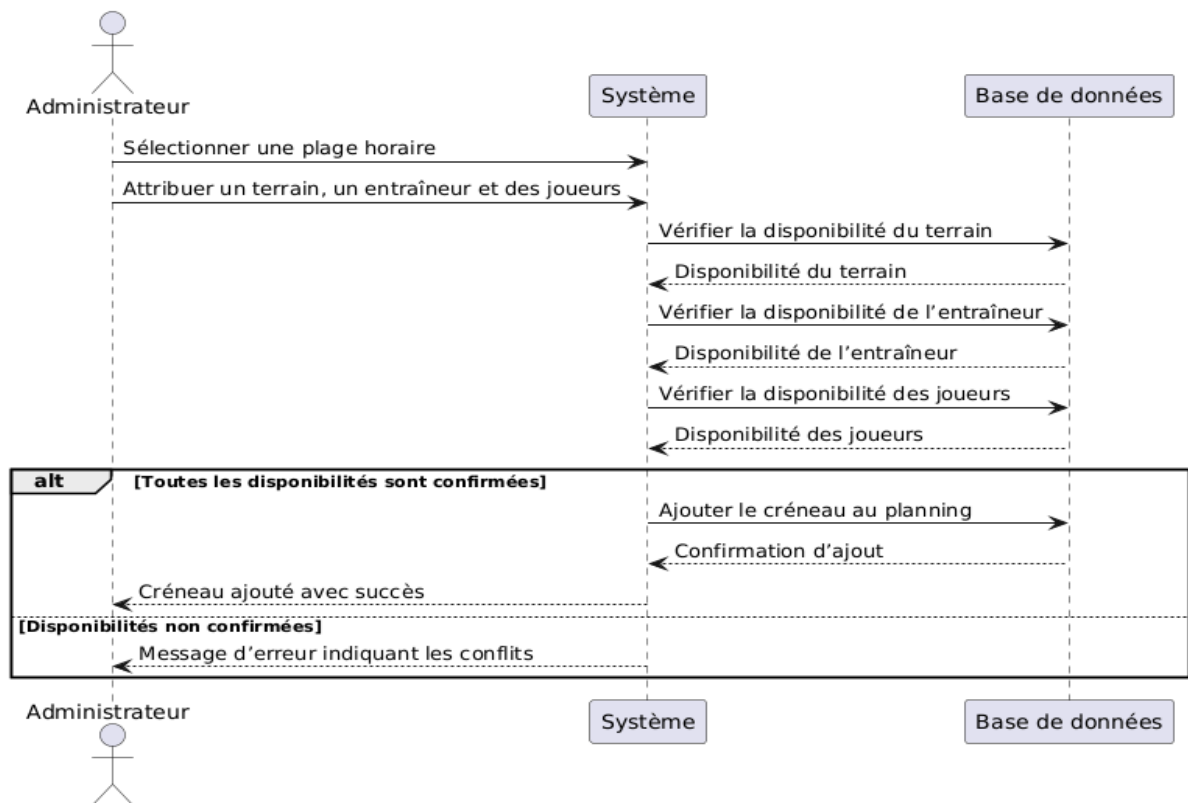 Administrateur
Système
Base de données
Sélectionner une plage horaire
Attribuer un terrain, un entraîneur et des joueurs
Vérifier la disponibilité du terrain
Disponibilité du terrain
Vérifier la disponibilité de l’entraîneur
Disponibilité de l’entraîneur
Vérifier la disponibilité des joueurs
Disponibilité des joueurs
alt [Toutes les disponibilités sont confirmées]
Ajouter le créneau au planning
Confirmation d’ajout
Créneau ajouté avec succès
[Disponibilités non confirmées]
Message d’erreur indiquant les conflits
Administrateur
Système
Base de données